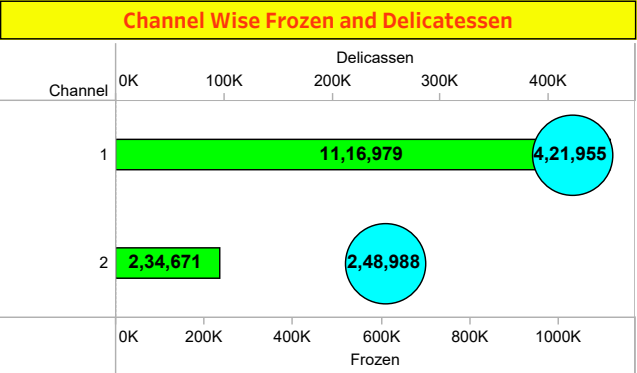 Channel Wise Frozen and Delicatessen
Delicassen
Channel 0K 100K 200K 300K 400K
1 11,16,979 4,21,955
2 2,34,671 2,48,988
0K 200K 400K 600K 800K 1000K
Frozen